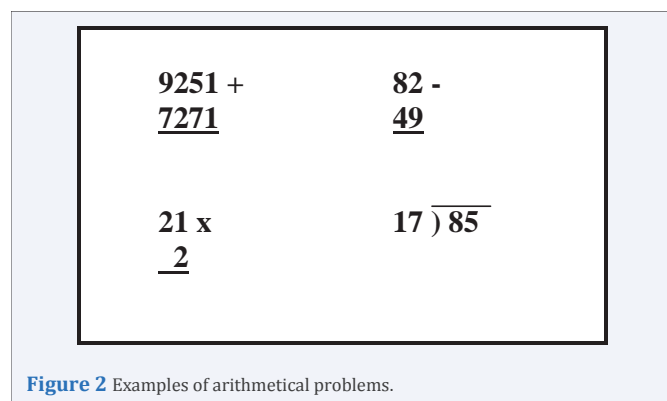 9251 + 82 -
7271 49
21 x 17 ) 85
2
Figure 2 Examples of arithmetical problems.